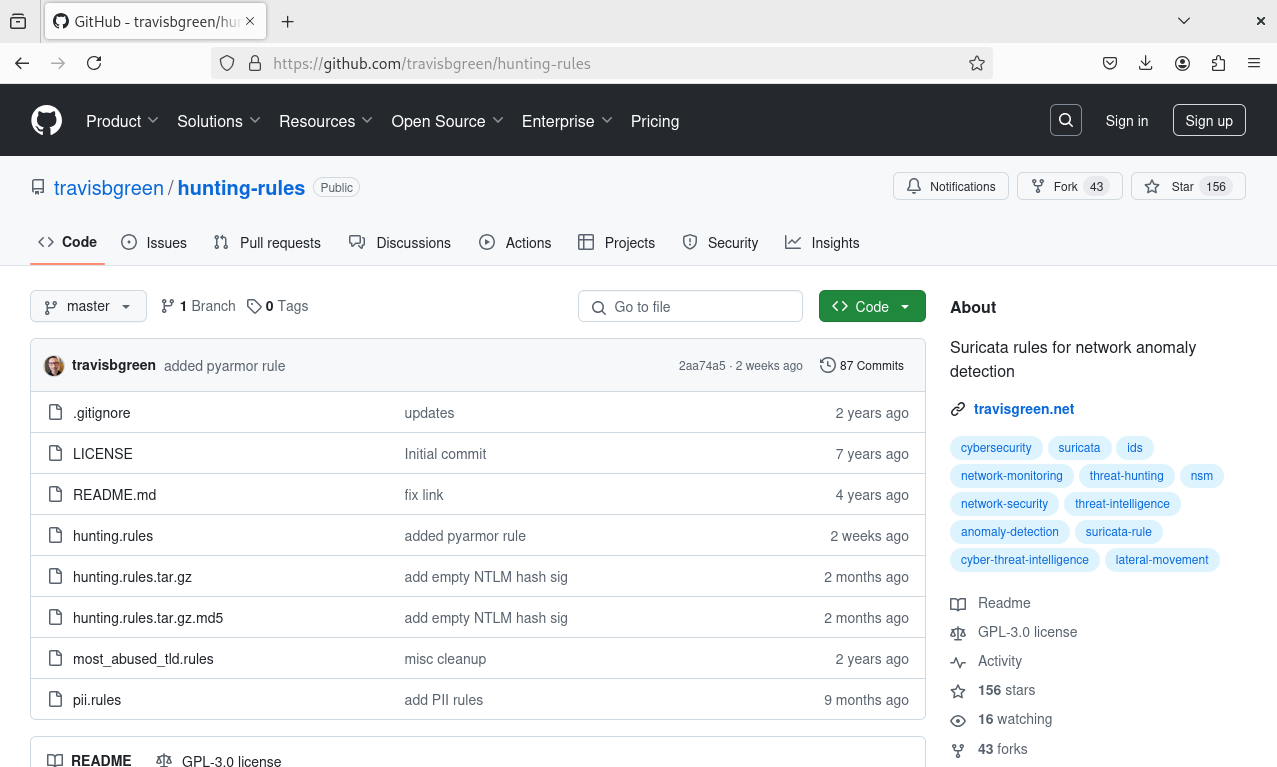 GitHub - travisbgreen/hun
https://github.com/travisbgreen/hunting-rules
Product Solutions Resources Open Source Enterprise Pricing Sign in Sign up
travisbgreen / hunting-rules Public Notifications Fork 43 Star 156
Code Issues Pull requests Discussions Actions Projects Security Insights
master 1 Branch 0 Tags Go to file Code
travisbgreen added pyarmor rule 2aa74a5 · 2 weeks ago 87 Commits
.gitignore updates 2 years ago
LICENSE Initial commit 7 years ago
README.md fix link 4 years ago
hunting.rules added pyarmor rule 2 weeks ago
hunting.rules.tar.gz add empty NTLM hash sig 2 months ago
hunting.rules.tar.gz.md5 add empty NTLM hash sig 2 months ago
most_abused_tld.rules misc cleanup 2 years ago
pii.rules add PII rules 9 months ago
README GPL-3.0 license
About
Suricata rules for network anomaly
detection
travisgreen.net
cybersecurity suricata ids
network-monitoring threat-hunting nsm
network-security threat-intelligence
anomaly-detection suricata-rule
cyber-threat-intelligence lateral-movement
Readme
GPL-3.0 license
Activity
156 stars
16 watching
43 forks